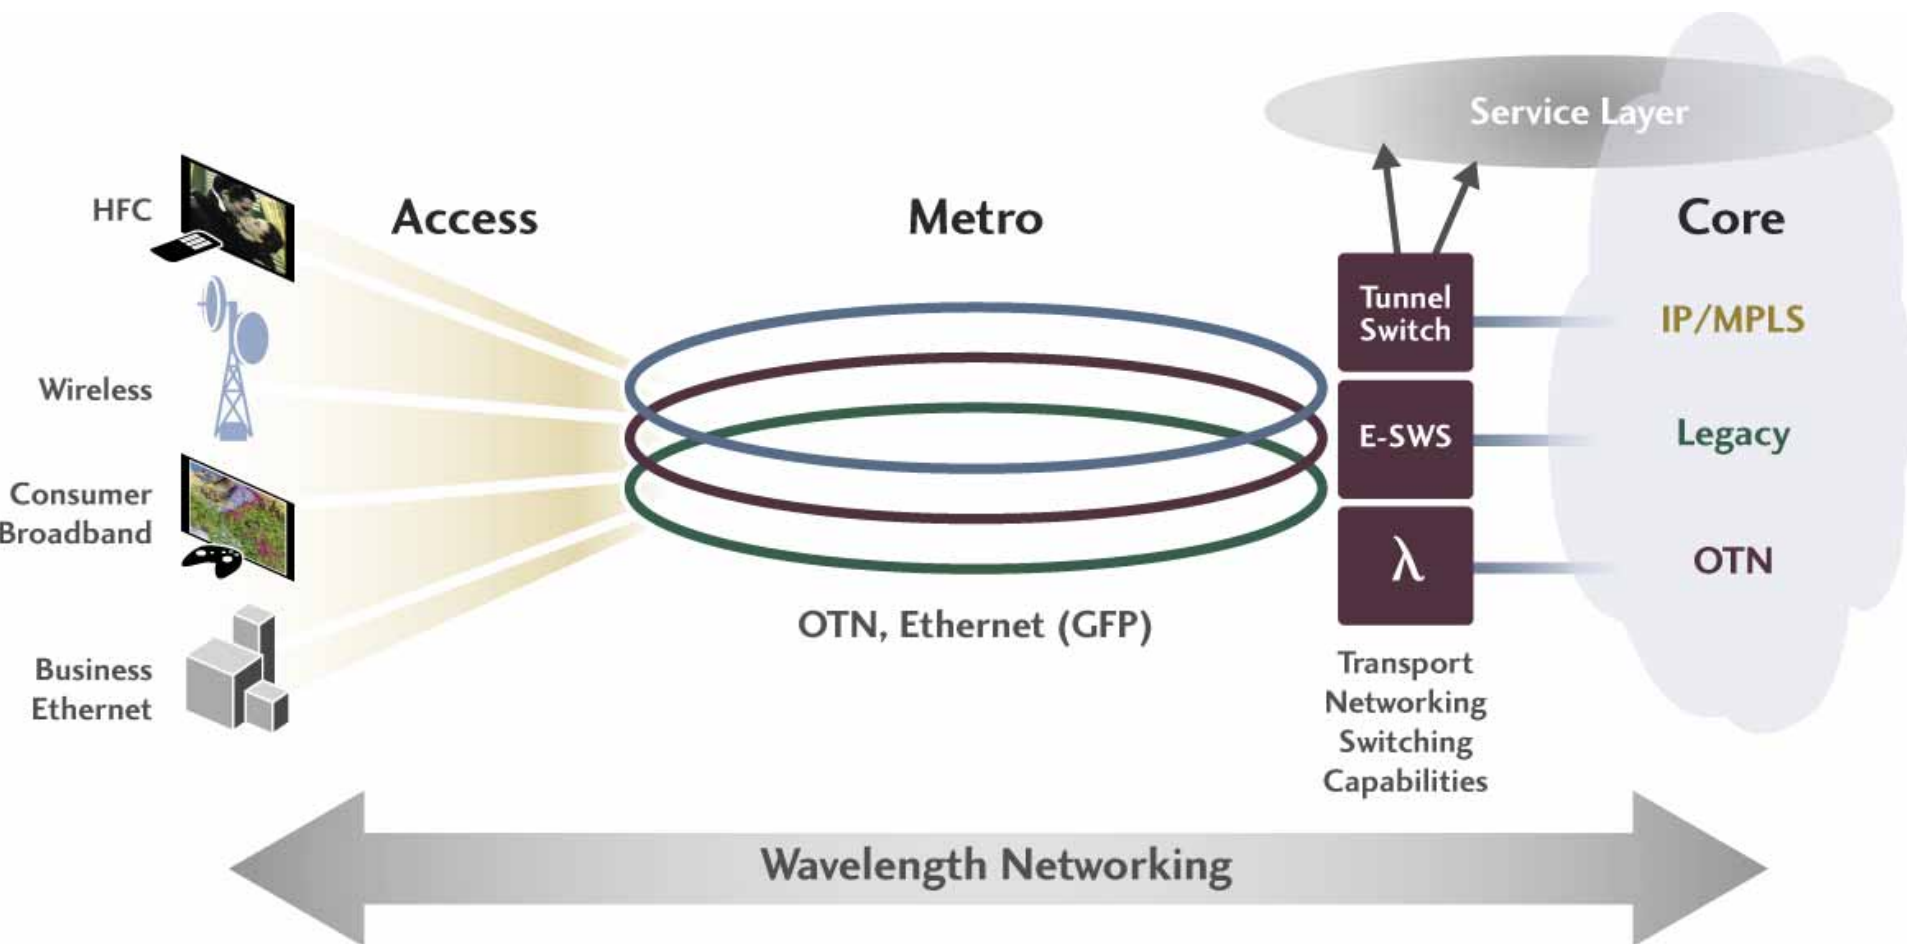 Service Layer
HFC
Access
Metro
Core
Tunnel
Switch
IP/MPLS
Wireless
E-SWS
Legacy
Consumer
Broadband
λ
OTN
OTN, Ethernet (GFP)
Business
Ethernet
Transport
Networking
Switching
Capabilities
Wavelength Networking